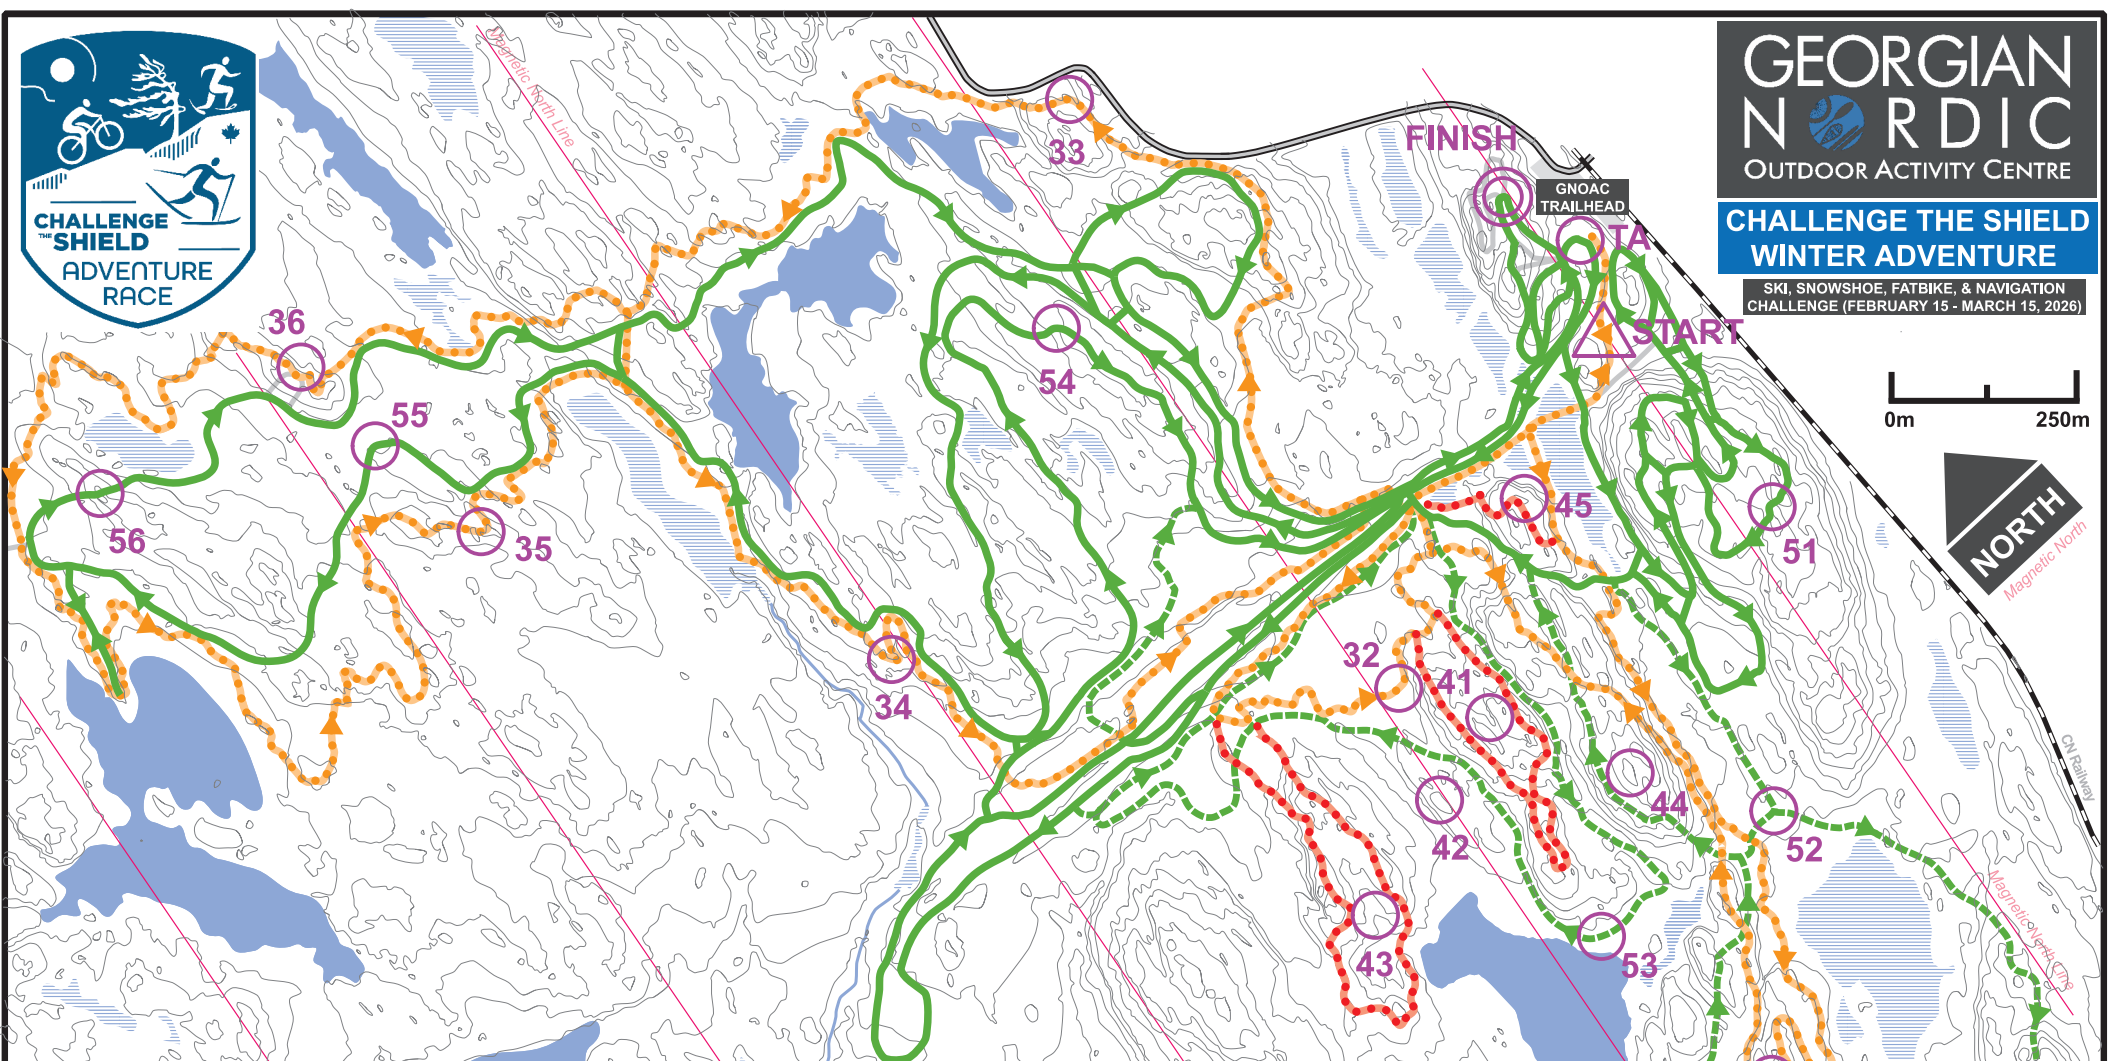 CHALLENGE
THE SHIELD
ADVENTURE
RACE
GEORGIAN
NORDIC
OUTDOOR ACTIVITY CENTRE
CHALLENGE THE SHIELD
WINTER ADVENTURE
SKI, SNOWSHOE, FATBIKE, & NAVIGATION
CHALLENGE (FEBRUARY 15 - MARCH 15, 2026)
Magnetic North Line
33
FINISH
GNOAC
TRAILHEAD
TA
START
36
54
55
0m
250m
56
35
45
51
NORTH
Magnetic North
32
41
34
CN Railway
44
42
52
43
53
Magnetic North Line